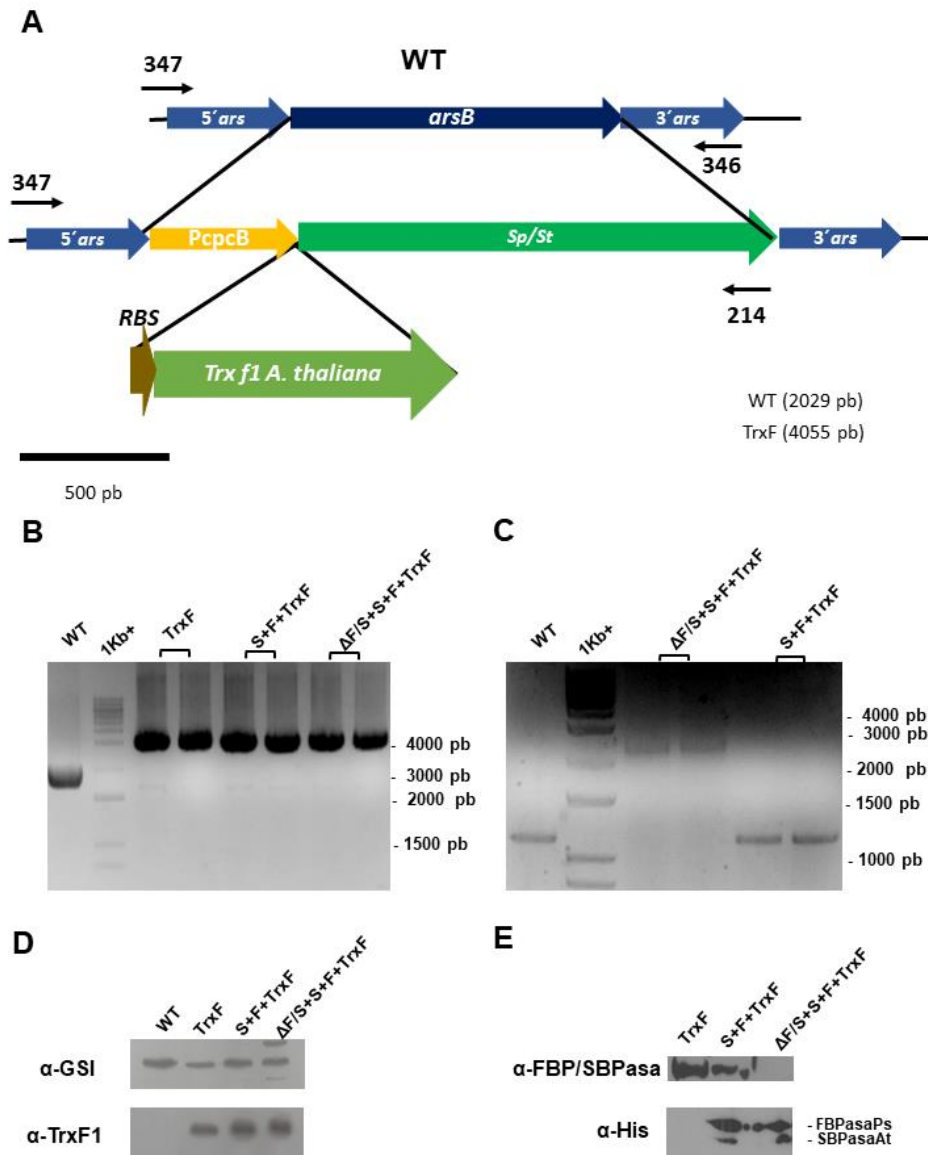 A
WT
347
5´ars
arsB
3´ars
346
347
5´ars
PcpcB
Sp/St
3´ars
214
RBS
Trx f1 A. thaliana
WT (2029 pb)
TrxF (4055 pb)
500 pb
B
WT
1Kb+
TrxF
S+F+TrxF
ΔF/S+S+F+TrxF
- 4000 pb
- 3000 pb
- 2000 pb
- 1500 pb
C
WT
1Kb+
ΔF/S+S+F+TrxF
S+F+TrxF
- 4000 pb
- 3000 pb
- 2000 pb
- 1500 pb
- 1000 pb
D
WT
TrxF
S+F+TrxF
ΔF/S+S+F+TrxF
α-GSI
α-TrxF1
E
TrxF
S+F+TrxF
ΔF/S+S+F+TrxF
α-FBP/SBPasa
α-His
- FBPasaPs
- SBPasaAt